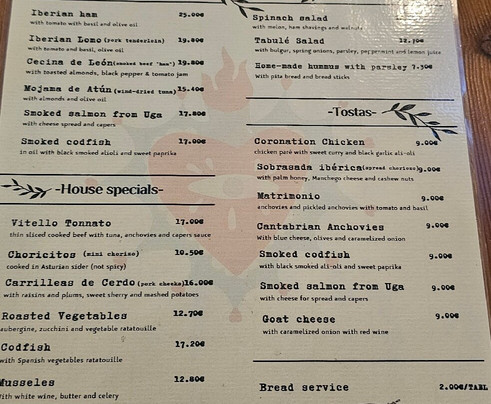 Iberian ham 25.00€
with tomato with basil and olive oil
Iberian Lomo (pork tenderlein) 19.80€
with tomato and basil, olive oil
Cecina de León (smoked beef "ham") 19.80€
with toasted almonds, black pepper & tomato jam
Mojama de Atún (wind-dried tuna) 15.40€
with almonds and olive oil
Smoked salmon from Uga 17.80€
with cheese spread and capers
Smoked codfish 17.00€
in oil with black smoked alioli and sweet paprika
-House specials-
Vitello Tonnato 17.00€
thin sliced cooked beef with tuna, anchovies and capers sauce
Choricitos (mini chorizo) 10.50€
cooked in Asturian sider (not spicy)
Carrilleras de Cerdo (pork cheeks) 16.00€
with raisins and plums, sweet sherry and mashed potatoes
Roasted Vegetables 12.70€
aubergine, zucchini and vegetable ratatouille
Codfish 17.20€
with Spanish vegetables ratatouille
Musseles 12.80€
with white wine, butter and celery
Spinach salad
with melon, ham shavings and walnuts
Tabulé Salad
with bulgur, spring onions, parsley, peppermint and lemon juice
Home-made hummus with parsley 7.50€
with pita bread and bread sticks
-Tostas-
Coronation Chicken 9.00€
chicken paté with sweet curry and black garlic ali-oli
Sobrasada ibérica (spread chorizo) 9.00€
with palm honey, Manchego cheese and cashew nuts
Matrimonio 9.00€
anchovies and pickled anchovies with tomato and basil
Cantabrian Anchovies 9.00€
with blue cheese, olives and caramelized onion
Smoked codfish 9.00€
with black smoked ali-oli and sweet paprika
Smoked salmon from Uga 9.00€
with cheese for spread and capers
Goat cheese 9.00€
with caramelized onion with red wine
Bread service 2.00€/TABL